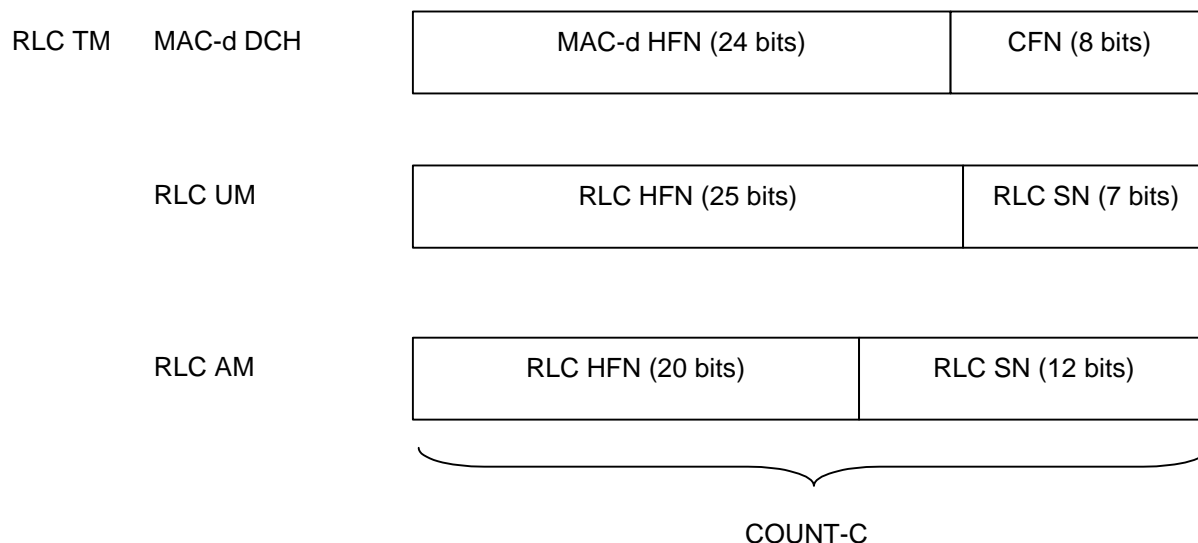 RLC TM MAC-d DCH MAC-d HFN (24 bits) CFN (8 bits)
RLC UM RLC HFN (25 bits) RLC SN (7 bits)
RLC AM RLC HFN (20 bits) RLC SN (12 bits)
COUNT-C